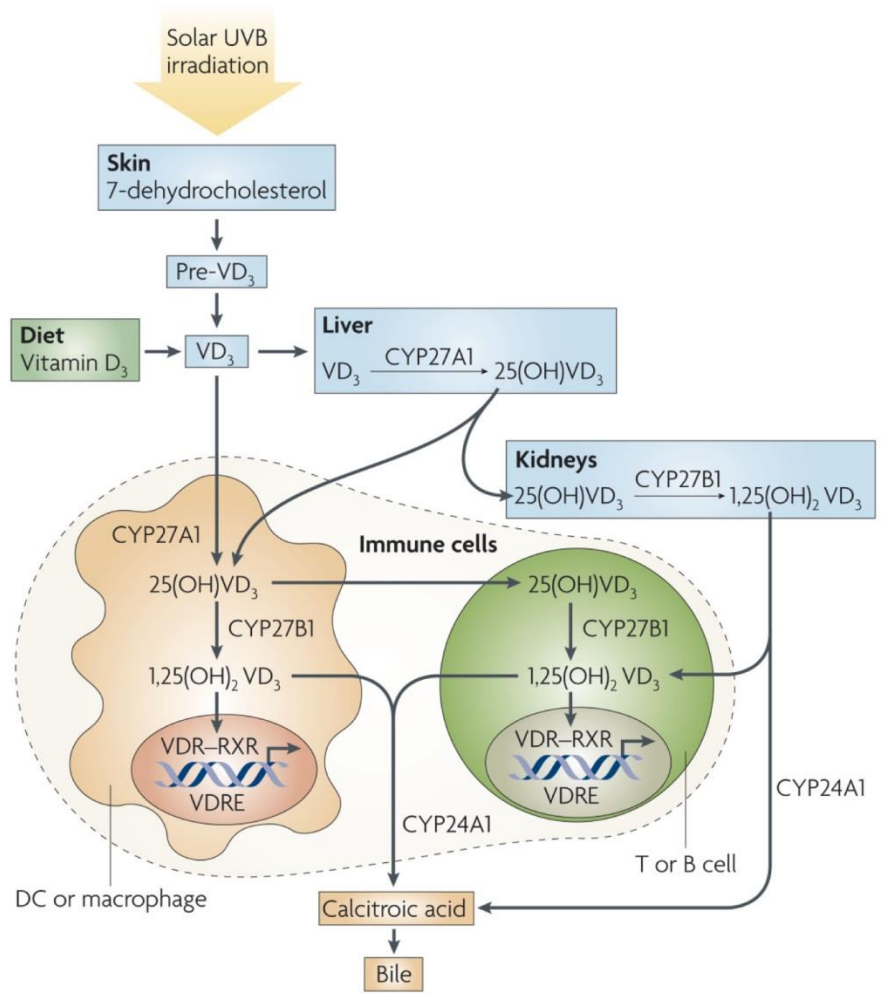 Solar UVB
irradiation
Skin
7-dehydrocholesterol
Pre-VD₃
Diet
Vitamin D₃
VD₃
Liver
VD₃ CYP27A1 25(OH)VD₃
Kidneys
25(OH)VD₃ CYP27B1 1,25(OH)₂ VD₃
CYP27A1
Immune cells
25(OH)VD₃
25(OH)VD₃
CYP27B1
CYP27B1
1,25(OH)₂ VD₃
1,25(OH)₂ VD₃
VDR–RXR
VDRE
VDR–RXR
VDRE
CYP24A1
CYP24A1
T or B cell
DC or macrophage
Calcitroic acid
Bile